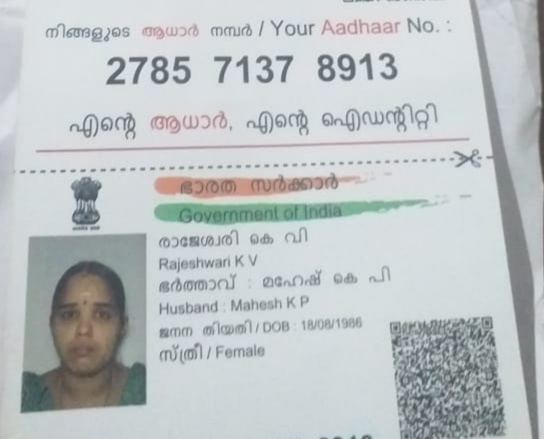 നിങ്ങളുടെ ആധാർ നമ്പർ / Your Aadhaar No. :
2785 7137 8913
എന്റെ ആധാർ, എന്റെ ഐഡന്റിറ്റി
ഭാരത സർക്കാർ
Government of India
രാജേശ്വരി കെ വി
Rajeshwari K V
ഭർത്താവ് : മഹേഷ് കെ പി
Husband : Mahesh K P
ജനന തിയതി / DOB : 18/08/1986
സ്ത്രീ / Female